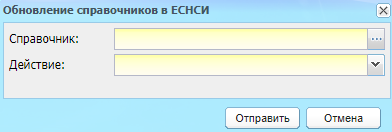 Обновление справочников в ЕСНСИ
Справочник:
Действие:
Отправить Отмена